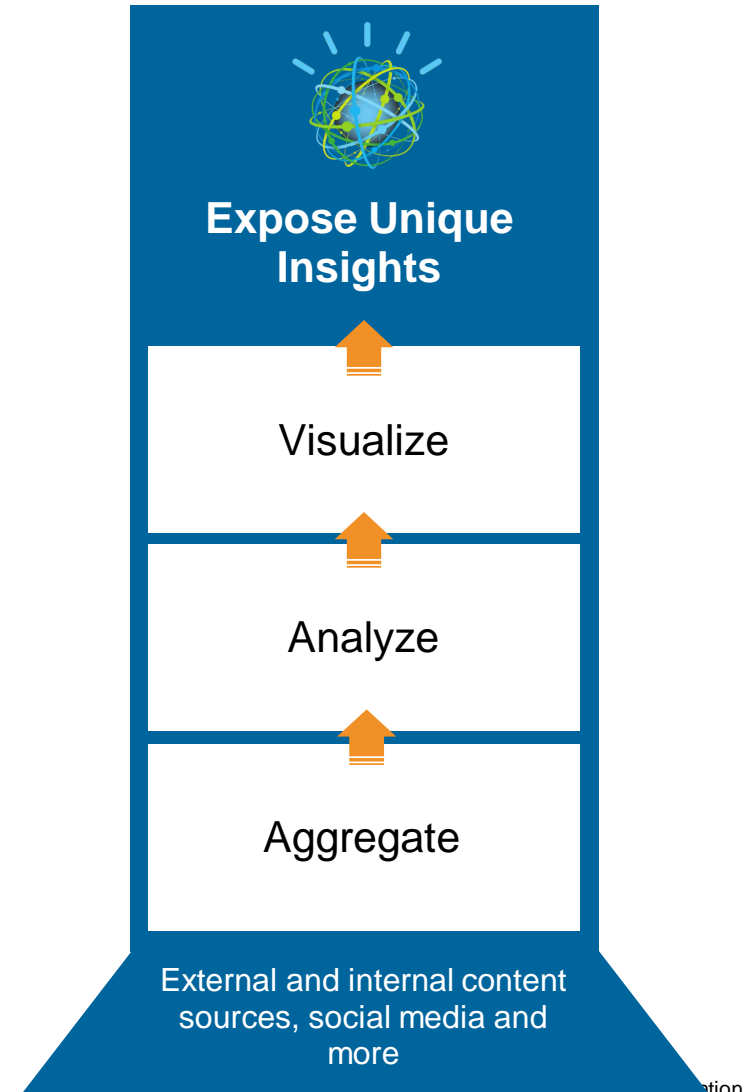 Expose Unique
Insights
Visualize
Analyze
Aggregate
External and internal content
sources, social media and
more